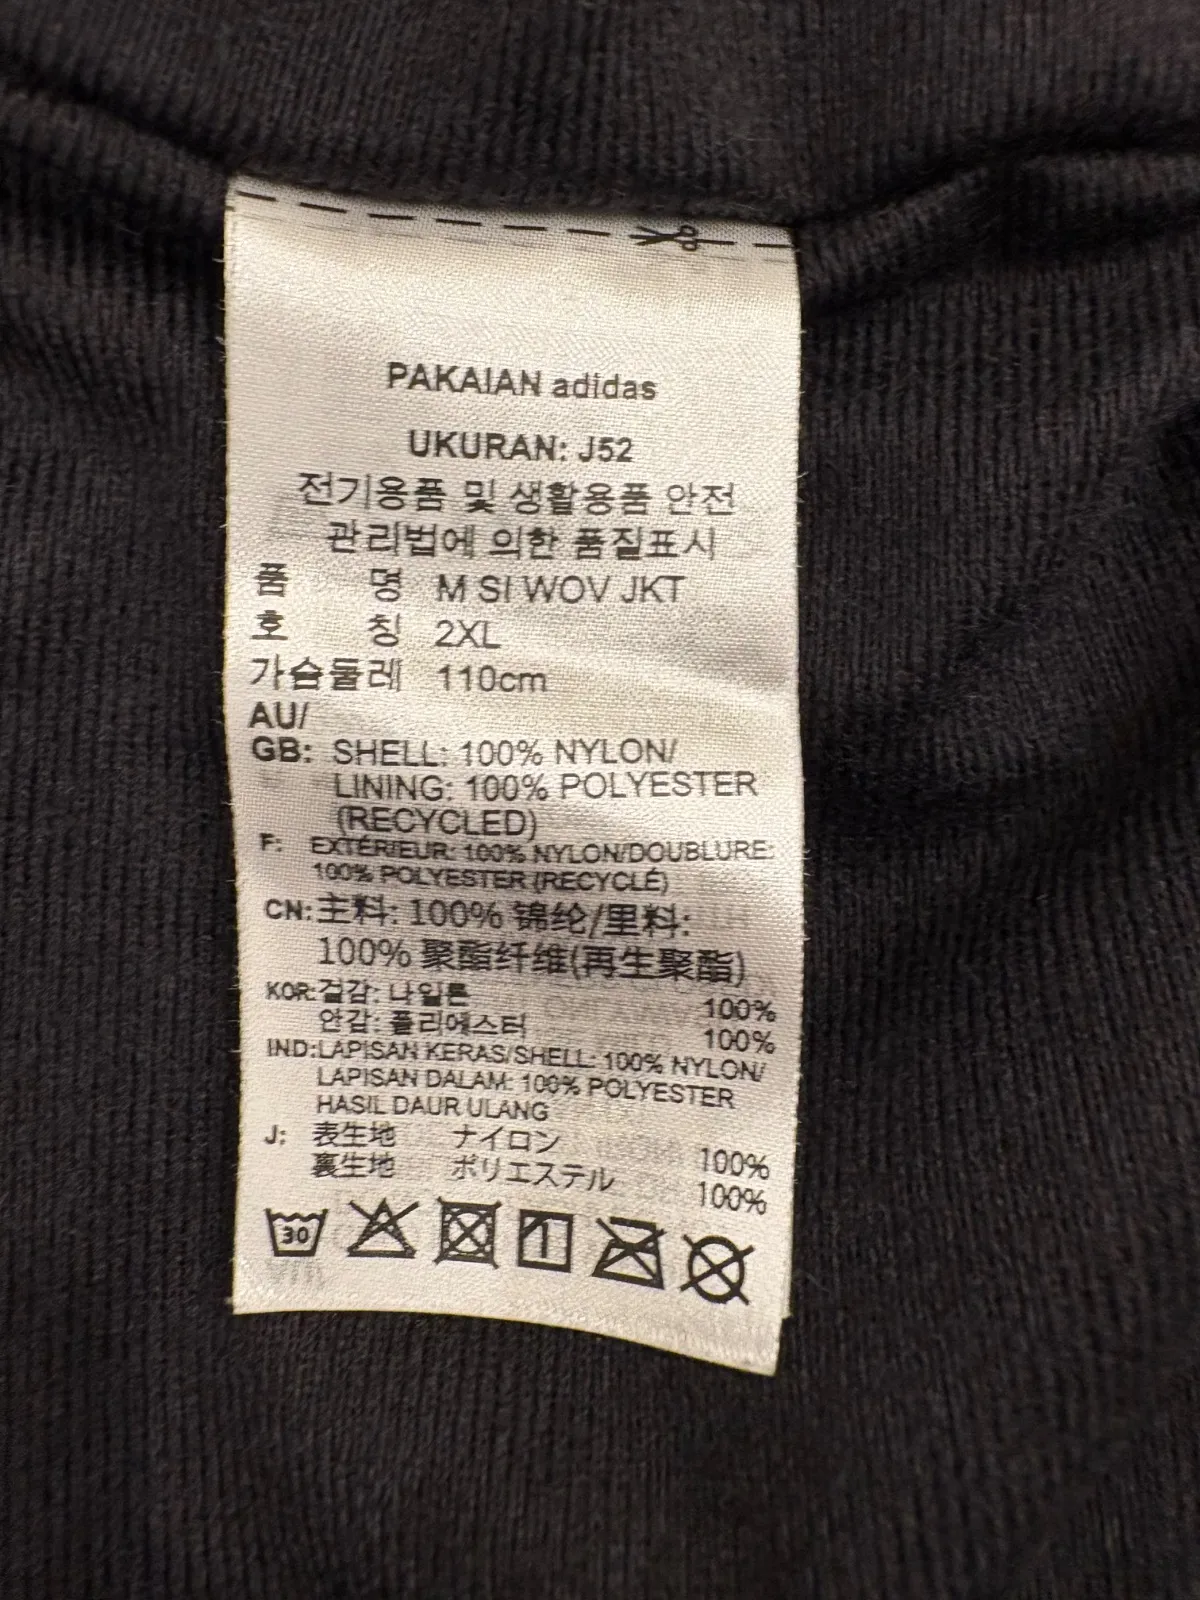 PAKAIAN adidas
UKURAN: J52
전기용품 및 생활용품 안전
관리법에 의한 품질표시
품 명 M SI WOV JKT
호 칭 2XL
가슴둘레 110cm
AU/
GB: SHELL: 100% NYLON/
LINING: 100% POLYESTER
(RECYCLED)
F: EXTÉRIEUR: 100% NYLON/DOUBLURE:
100% POLYESTER (RECYCLÉ)
CN: 主料: 100% 锦纶/里料:
100% 聚酯纤维(再生聚酯)
KOR: 겉감: 나일론 100%
안감: 폴리에스터 100%
IND: LAPISAN KERAS/SHELL: 100% NYLON/
LAPISAN DALAM: 100% POLYESTER
HASIL DAUR ULANG
J: 表生地 ナイロン 100%
裏生地 ポリエステル 100%
30